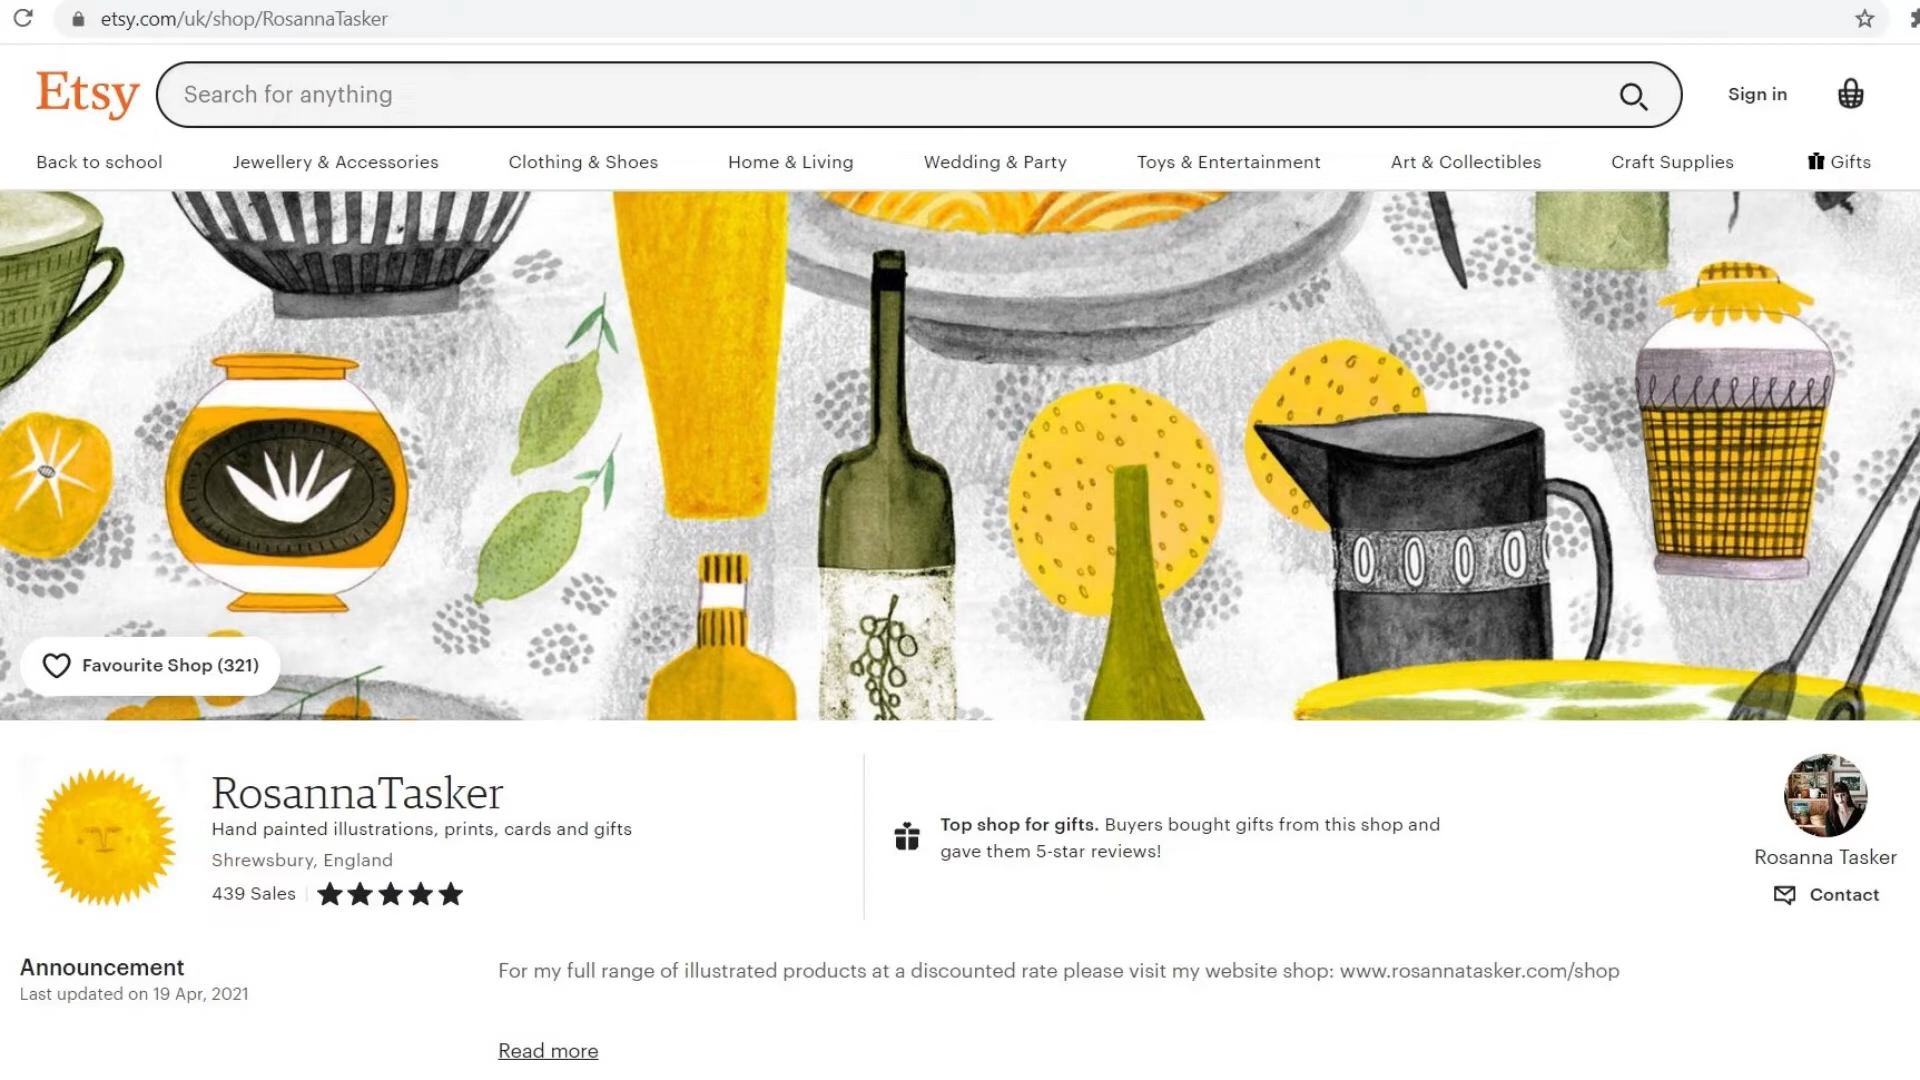 etsy.com/uk/shop/RosannaTasker
Etsy
Search for anything
Sign in
Back to school
Jewellery & Accessories
Clothing & Shoes
Home & Living
Wedding & Party
Toys & Entertainment
Art & Collectibles
Craft Supplies
Gifts
Favourite Shop (321)
RosannaTasker
Hand painted illustrations, prints, cards and gifts
Shrewsbury, England
439 Sales
Top shop for gifts. Buyers bought gifts from this shop and
gave them 5-star reviews!
Rosanna Tasker
Contact
Announcement
Last updated on 19 Apr, 2021
For my full range of illustrated products at a discounted rate please visit my website shop: www.rosannatasker.com/shop
Read more